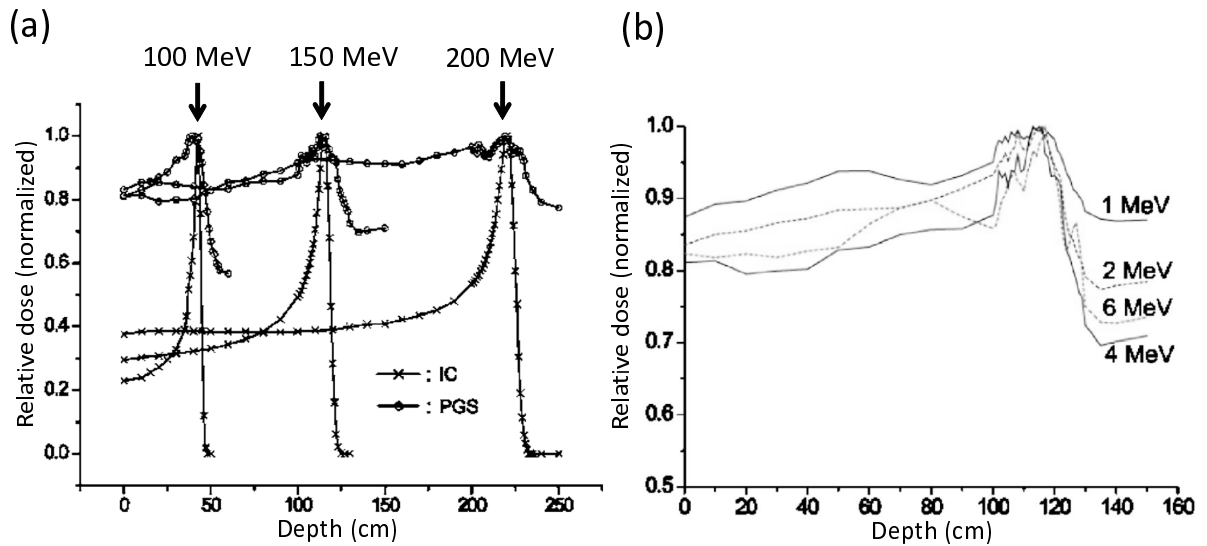 (a)
100 MeV 150 MeV 200 MeV
Relative dose (normalized)
1.0
0.8
0.6
0.4
0.2
0.0
: IC
: PGS
0 50 100 150 200 250
Depth (cm)
(b)
Relative dose (normalized)
1.0
0.9
0.8
0.7
0.6
0.5
1 MeV
2 MeV
6 MeV
4 MeV
0 20 40 60 80 100 120 140 160
Depth (cm)